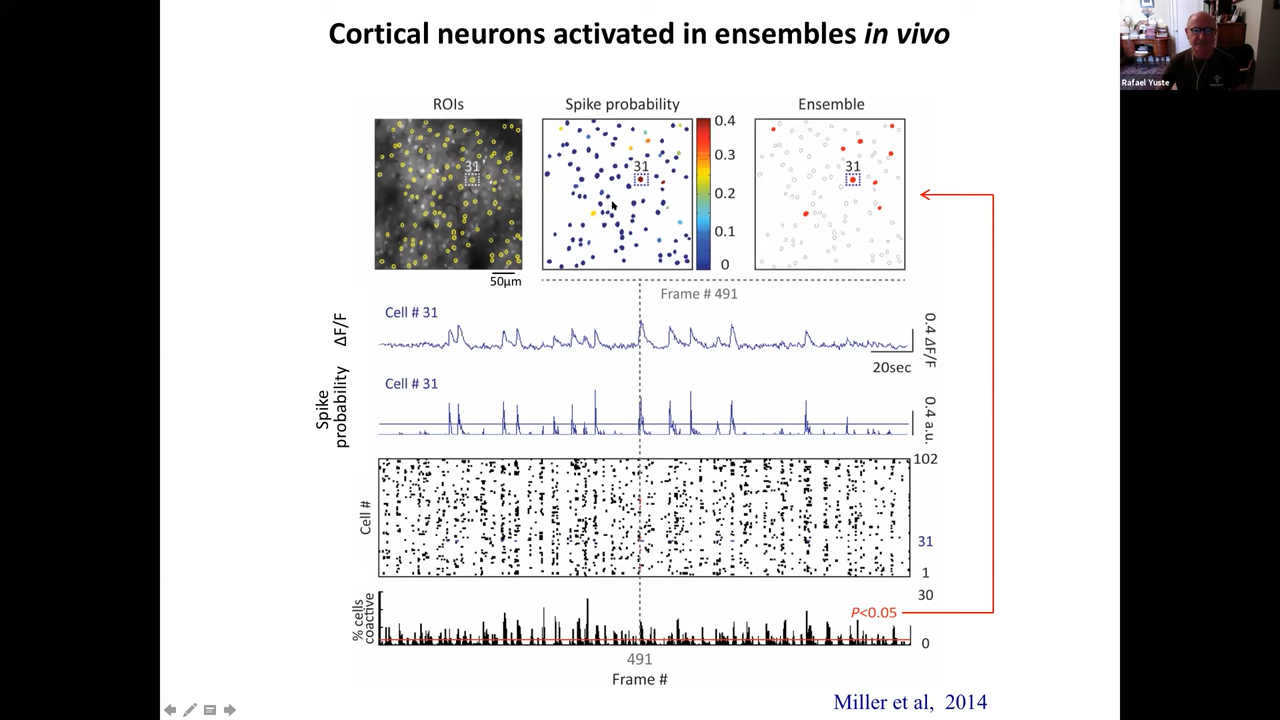 Cortical neurons activated in ensembles in vivo
Rafael Yuste
ROIs
Spike probability
Ensemble
31
31
31
0.4
0.3
0.2
0.1
0
50µm
Frame # 491
ΔF/F
Cell # 31
0.4 ΔF/F
20sec
Spike
probability
Cell # 31
0.4 a.u.
Cell #
102
31
1
% cells
coactive
30
P<0.05
0
491
Frame #
Miller et al, 2014